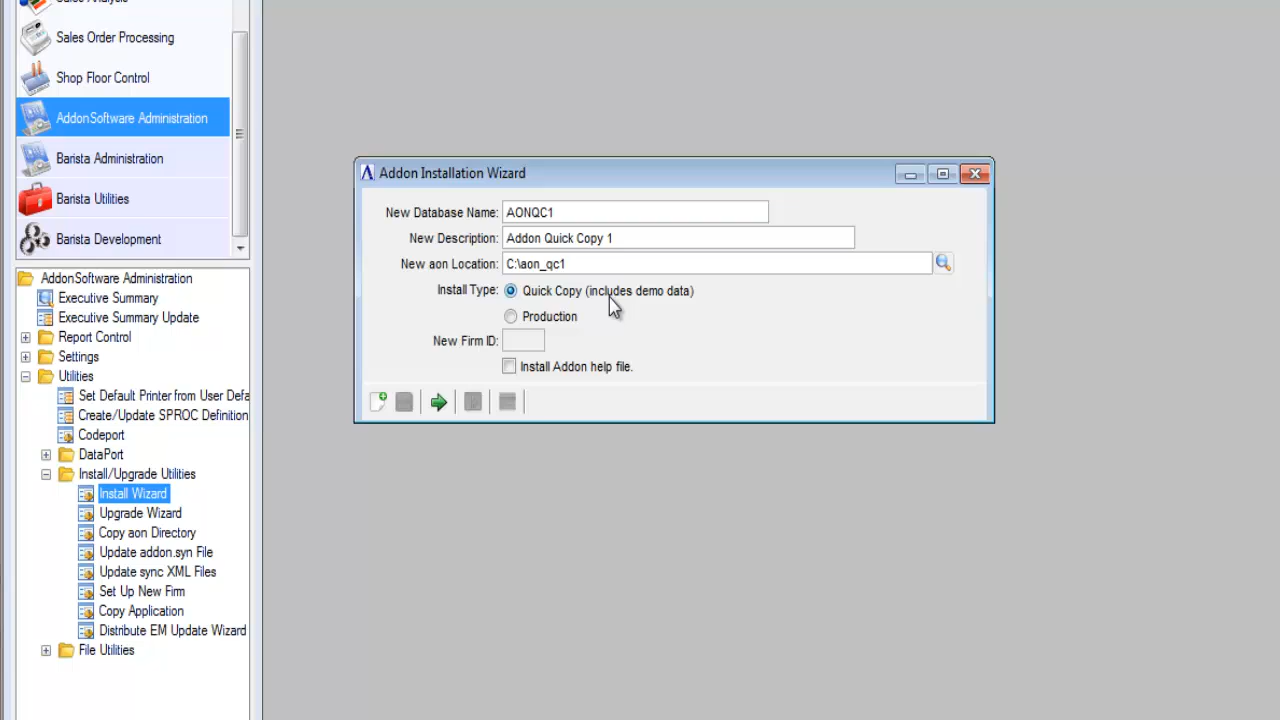 Sales Analysis
Sales Order Processing
Shop Floor Control
AddonSoftware Administration
Barista Administration
Barista Utilities
Barista Development
AddonSoftware Administration
Executive Summary
Executive Summary Update
Report Control
Settings
Utilities
Set Default Printer from User Defa
Create/Update SPROC Definition
Codeport
DataPort
Install/Upgrade Utilities
Install Wizard
Upgrade Wizard
Copy aon Directory
Update addon.syn File
Update sync XML Files
Set Up New Firm
Copy Application
Distribute EM Update Wizard
File Utilities
Addon Installation Wizard
New Database Name: AONQC1
New Description: Addon Quick Copy 1
New aon Location: C:\aon_qc1
Install Type: Quick Copy (includes demo data)
Production
New Firm ID:
Install Addon help file.